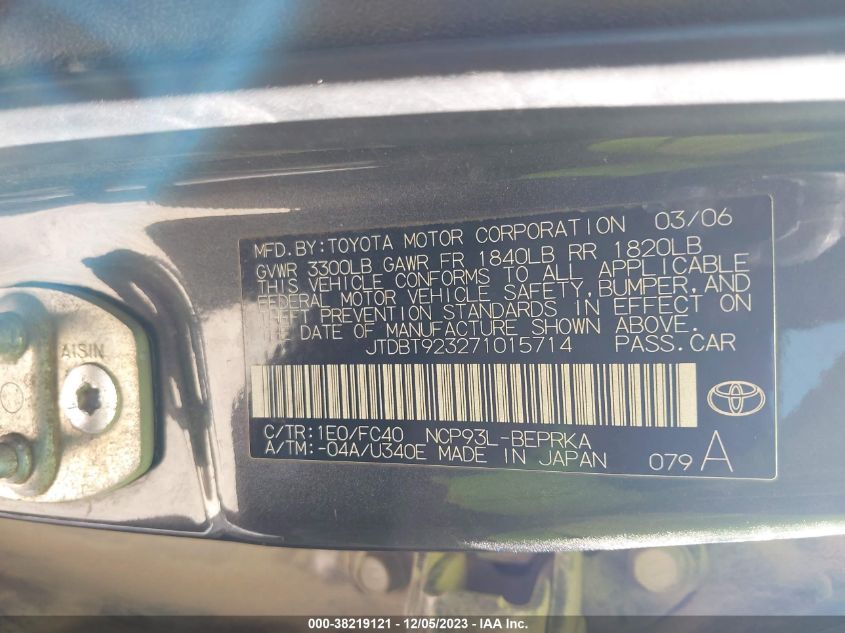 MFD.BY:TOYOTA MOTOR CORPORATION 03/06
GVWR 3300LB GAWR FR 1840LB RR 1820LB
THIS VEHICLE CONFORMS TO ALL APPLICABLE
FEDERAL MOTOR VEHICLE SAFETY, BUMPER, AND
THEFT PREVENTION STANDARDS IN EFFECT ON
THE DATE OF MANUFACTURE SHOWN ABOVE.
JTDBT923271015714 PASS.CAR
AISIN
C/TR:1E0/FC40 NCP93L-BEPRKA
A/TM:-04A/U340E MADE IN JAPAN 079 A
000-38219121 - 12/05/2023 - IAA Inc.